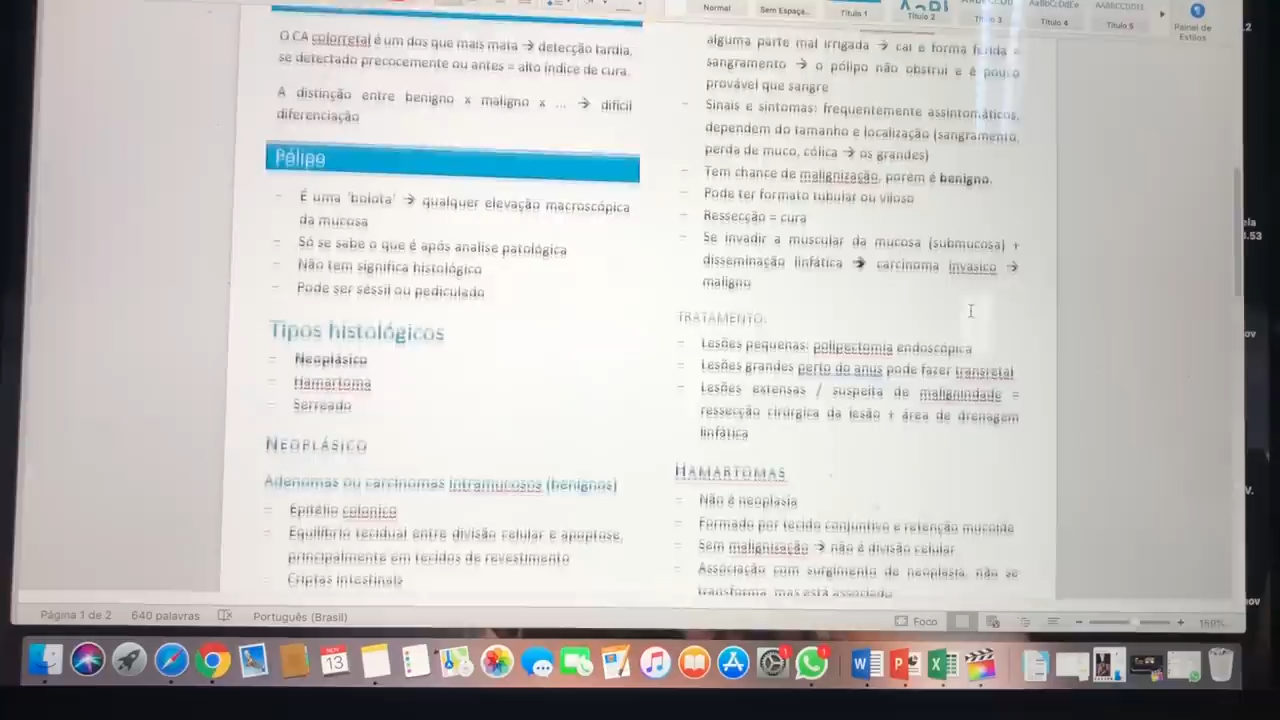 Normal
Sem Espaça...
Título 1
Título 2
Título 3
AaBbCcDdEe
Título 4
AABBCCDDEE
Título 5
Painel de
Estilos
O CA colorretal é um dos que mais mata → detecção tardia,
se detectado precocemente ou antes = alto índice de cura.
A distinção entre benigno x maligno x ... → difícil
diferenciação
Pólipo
– É uma 'bolota' → qualquer elevação macroscópica
da mucosa
– Só se sabe o que é após analise patológica
– Não tem significa histológico
– Pode ser séssil ou pediculado
Tipos histológicos
– Neoplásico
– Hamartoma
– Serreado
NEOPLÁSICO
Adenomas ou carcinomas intramucosos (benignos)
– Epitélio colonico
– Equilíbrio tecidual entre divisão celular e apoptose,
principalmente em tecidos de revestimento
– Criptas intestinais
alguma parte mal irrigada → cai e forma ferida =
sangramento → o pólipo não obstrui e é pouco
provável que sangre
– Sinais e sintomas: frequentemente assintomáticos,
dependem do tamanho e localização (sangramento,
perda de muco, cólica → os grandes)
– Tem chance de malignização, porém é benigno.
– Pode ter formato tubular ou viloso
– Ressecção = cura
– Se invadir a muscular da mucosa (submucosa) +
disseminação linfática → carcinoma invasico →
maligno
TRATAMENTO:
– Lesões pequenas: polipectomia endoscópica
– Lesões grandes perto do anus pode fazer transretal
– Lesões extensas / suspeita de malignindade =
ressecção cirúrgica da lesão + área de drenagem
linfática
HAMARTOMAS
– Não é neoplasia
– Formado por tecido conjuntivo e retenção mucoide
– Sem malignização → não é divisão celular
– Associação com surgimento de neoplasia, não se
transforma, mas está associado
Página 1 de 2
640 palavras
Português (Brasil)
Foco
NOV
13